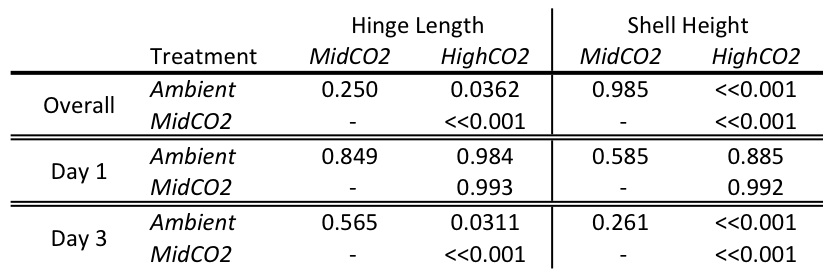 Hinge Length Shell Height
Treatment MidCO2 HighCO2 MidCO2 HighCO2
Overall Ambient 0.250 0.0362 0.985 <<0.001
MidCO2 - <<0.001 - <<0.001
Day 1 Ambient 0.849 0.984 0.585 0.885
MidCO2 - 0.993 - 0.992
Day 3 Ambient 0.565 0.0311 0.261 <<0.001
MidCO2 - <<0.001 - <<0.001